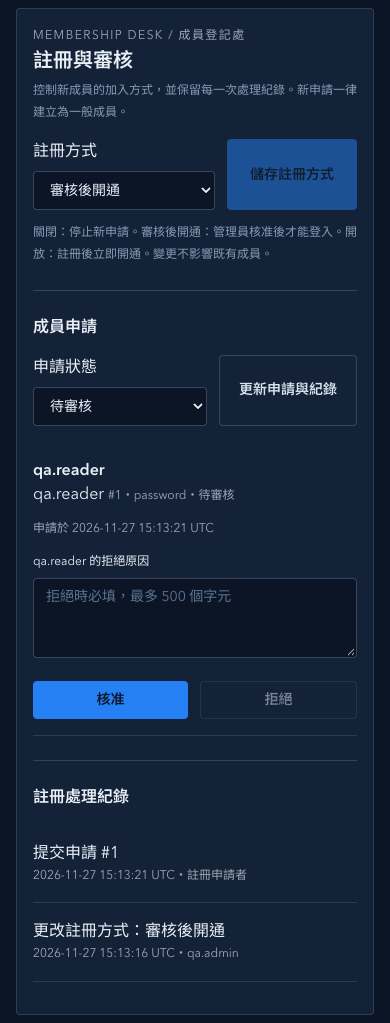 MEMBERSHIP DESK / 成員登記處
註冊與審核
控制新成員的加入方式，並保留每一次處理紀錄。新申請一律
建立為一般成員。
註冊方式
審核後開通
儲存註冊方式
關閉：停止新申請。審核後開通：管理員核准後才能登入。開
放：註冊後立即開通。變更不影響既有成員。
成員申請
申請狀態
待審核
更新申請與紀錄
qa.reader
qa.reader #1・password・待審核
申請於 2026-11-27 15:13:21 UTC
qa.reader 的拒絕原因
拒絕時必填，最多 500 個字元
核准
拒絕
註冊處理紀錄
提交申請 #1
2026-11-27 15:13:21 UTC・註冊申請者
更改註冊方式：審核後開通
2026-11-27 15:13:16 UTC・qa.admin